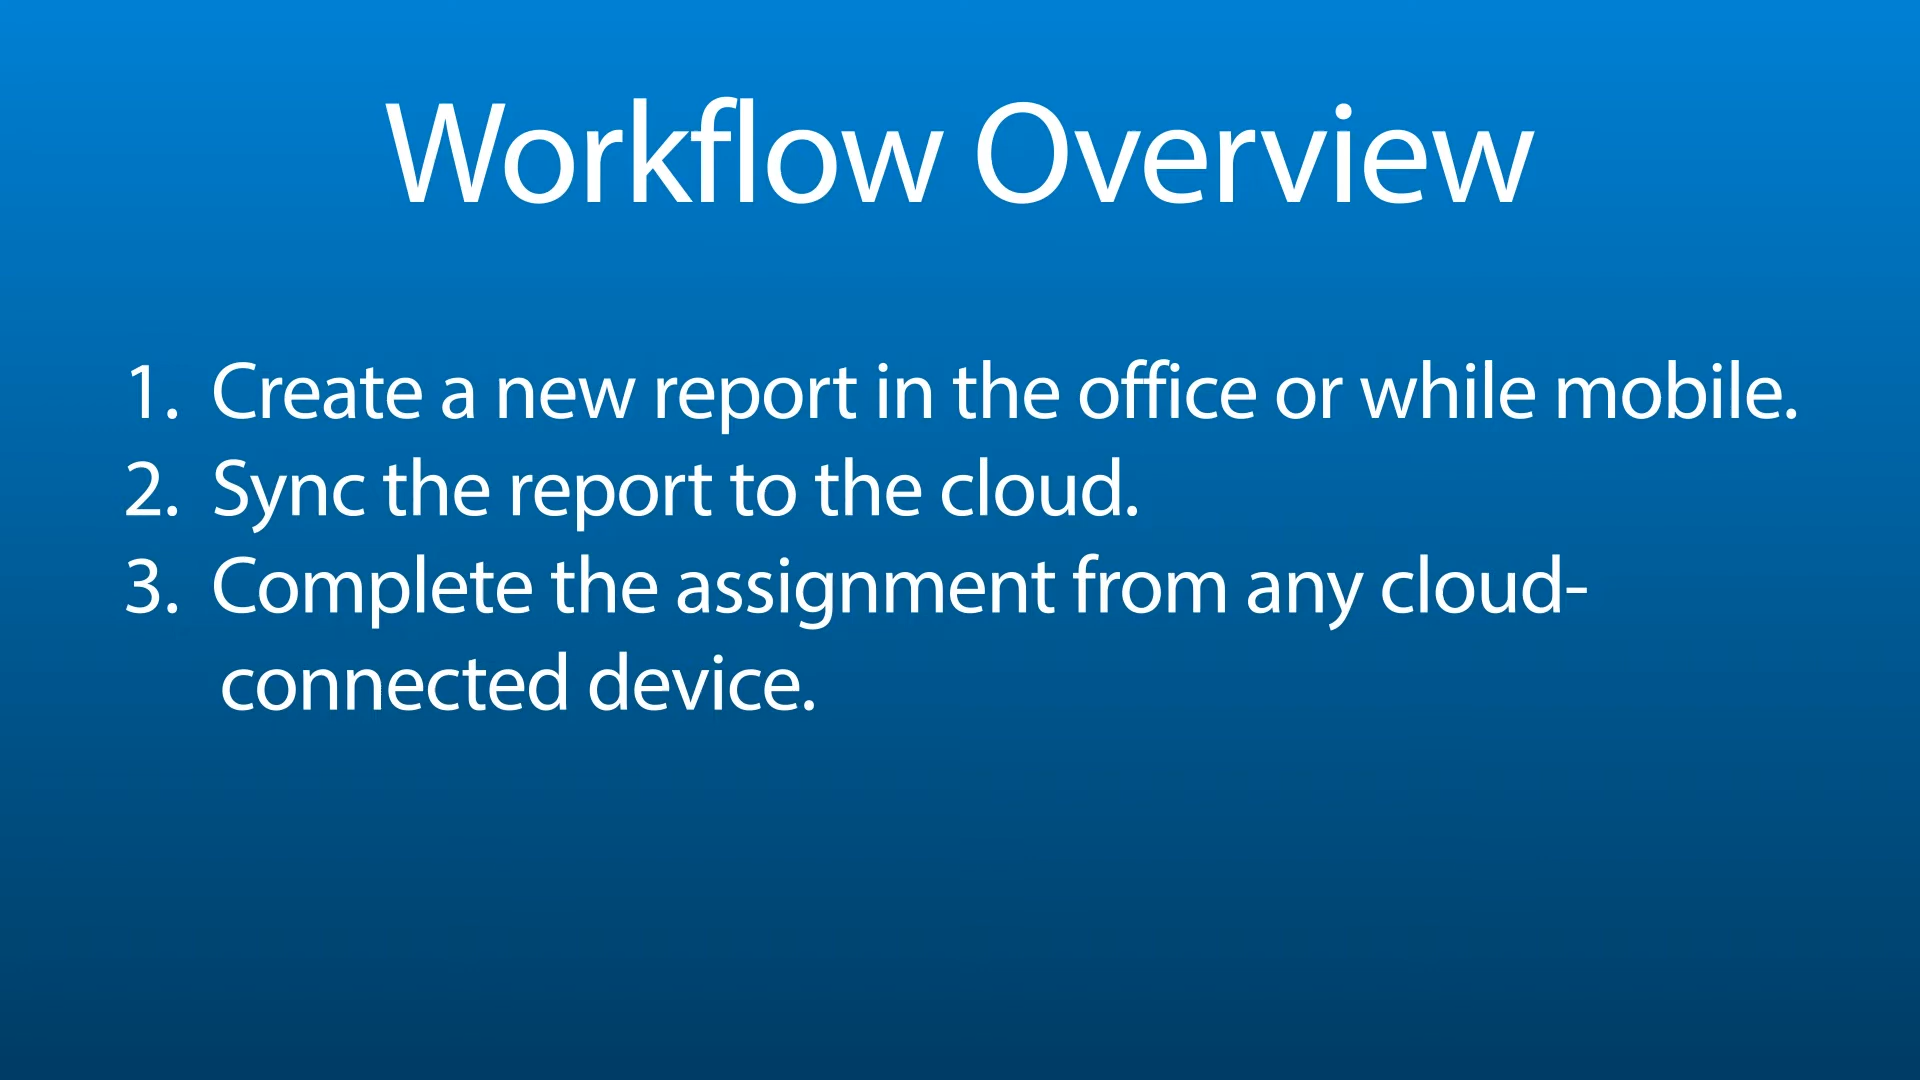 Workflow Overview
1. Create a new report in the office or while mobile.
2. Sync the report to the cloud.
3. Complete the assignment from any cloud-
connected device.